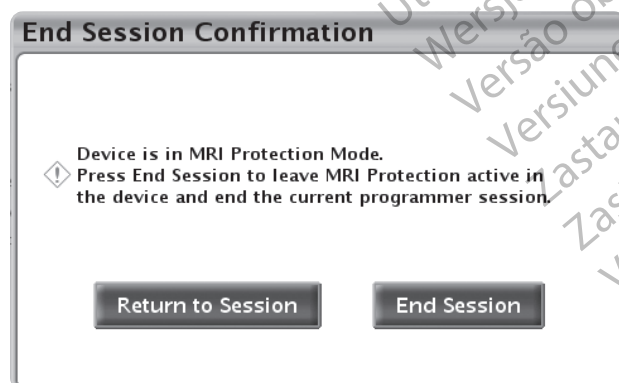 End Session Confirmation
Device is in MRI Protection Mode.
Press End Session to leave MRI Protection active in
the device and end the current programmer session.
Return to Session
End Session
Versão